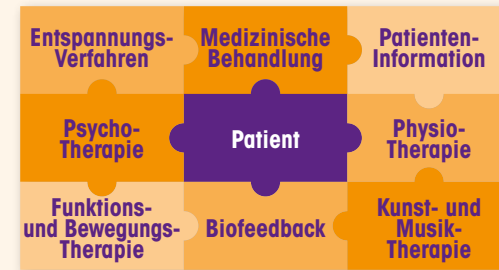 Entspannungs-
Verfahren
Medizinische
Behandlung
Patienten-
Information
Psycho-
Therapie
Patient
Physio-
Therapie
Funktions-
und Bewegungs-
Therapie
Biofeedback
Kunst- und
Musik-
Therapie